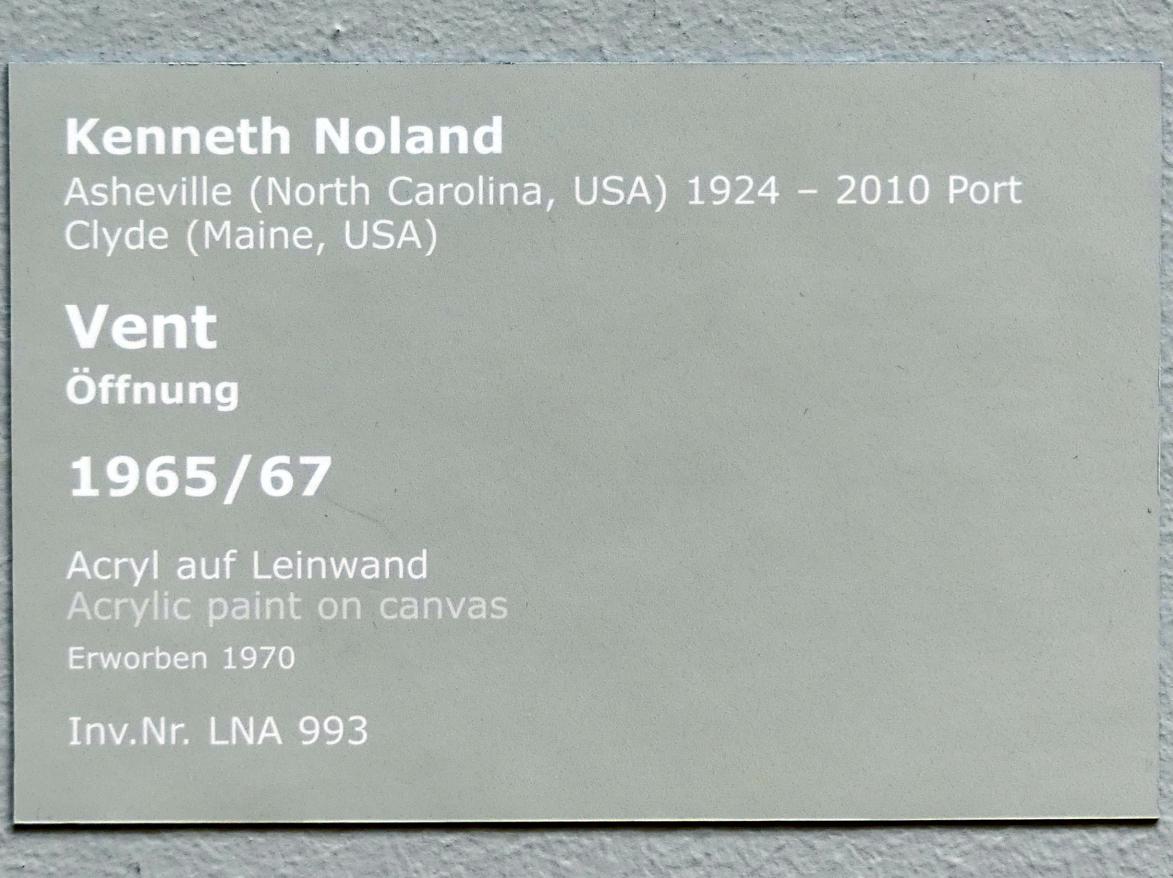 Kenneth Noland
Asheville (North Carolina, USA) 1924 – 2010 Port
Clyde (Maine, USA)
Vent
Öffnung
1965/67
Acryl auf Leinwand
Acrylic paint on canvas
Erworben 1970
Inv.Nr. LNA 993